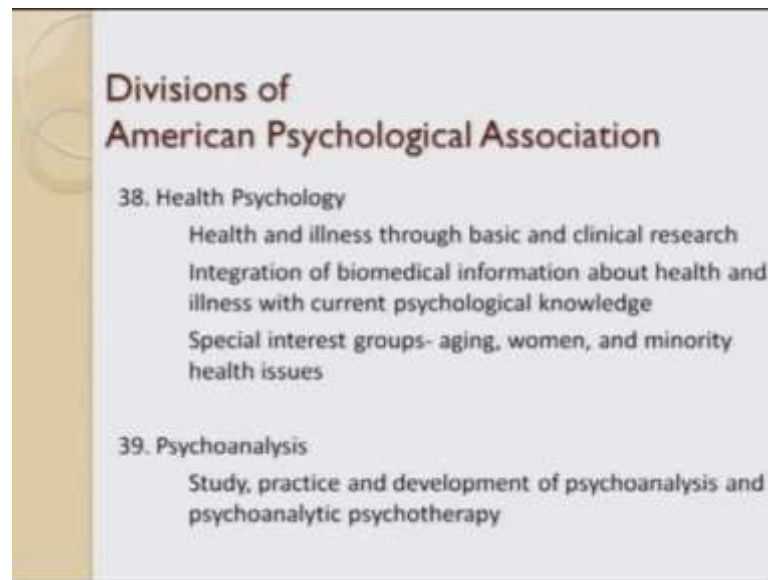 Divisions of
American Psychological Association
38. Health Psychology
Health and illness through basic and clinical research
Integration of biomedical information about health and
illness with current psychological knowledge
Special interest groups- aging, women, and minority
health issues
39. Psychoanalysis
Study, practice and development of psychoanalysis and
psychoanalytic psychotherapy